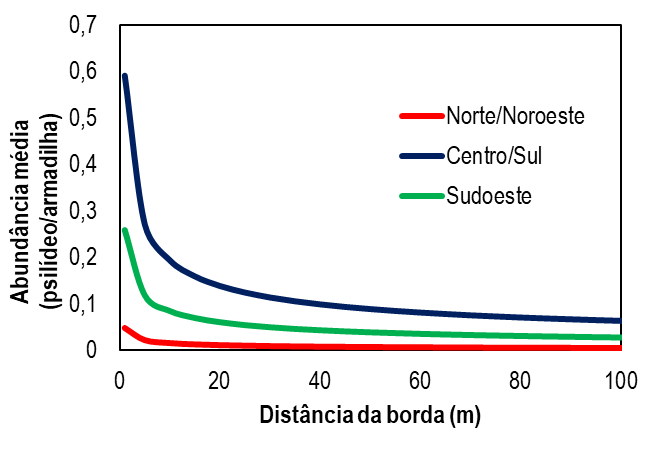 0,7
0,6
0,5
0,4
0,3
0,2
0,1
0
Abundância média
(psilídeo/armadilha)
Norte/Noroeste
Centro/Sul
Sudoeste
0 20 40 60 80 100
Distância da borda (m)